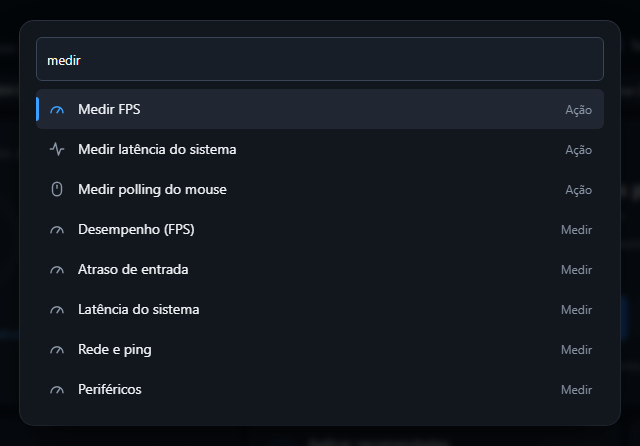 medir
Medir FPS Ação
Medir latência do sistema Ação
Medir polling do mouse Ação
Desempenho (FPS) Medir
Atraso de entrada Medir
Latência do sistema Medir
Rede e ping Medir
Periféricos Medir